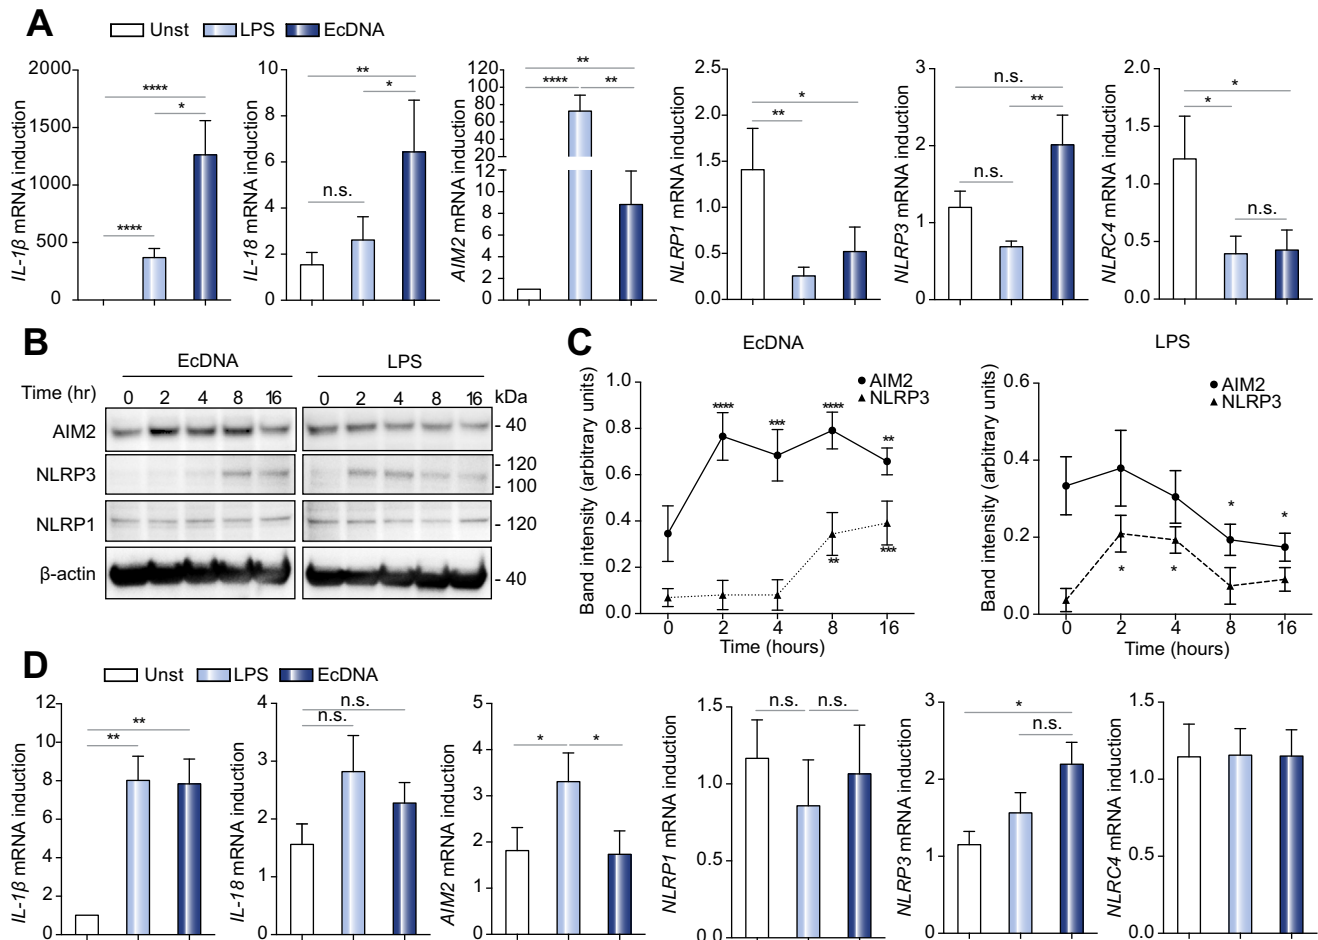 A
Unst LPS EcDNA
IL-1β mRNA induction
2000
1500
1000
500
0
****
*
****
IL-18 mRNA induction
10
8
6
4
2
0
**
*
n.s.
AIM2 mRNA induction
120
100
80
60
40
20
12
10
8
6
4
2
0
**
**** **
NLRP1 mRNA induction
2.5
2.0
1.5
1.0
0.5
0.0
*
**
NLRP3 mRNA induction
3
2
1
0
n.s.
**
n.s.
NLRC4 mRNA induction
2.0
1.5
1.0
0.5
0.0
*
*
n.s.
B
EcDNA LPS
Time (hr) 0 2 4 8 16 0 2 4 8 16 kDa
AIM2 - 40
NLRP3 - 120
- 100
NLRP1 - 120
β-actin - 40
C
EcDNA
Band intensity (arbitrary units)
1.0
0.8
0.6
0.4
0.2
0.0
AIM2
NLRP3
**** *** **** **
** ***
0 2 4 8 16
Time (hours)
LPS
Band intensity (arbitrary units)
0.6
0.4
0.2
0.0
AIM2
NLRP3
* *
* *
0 2 4 8 16
Time (hours)
D
Unst LPS EcDNA
IL-1β mRNA induction
12
10
8
6
4
2
0
**
**
IL-18 mRNA induction
4
3
2
1
0
n.s.
n.s.
AIM2 mRNA induction
5
4
3
2
1
0
* *
NLRP1 mRNA induction
1.5
1.0
0.5
0.0
n.s. n.s.
NLRP3 mRNA induction
3
2
1
0
*
n.s.
NLRC4 mRNA induction
1.5
1.0
0.5
0.0